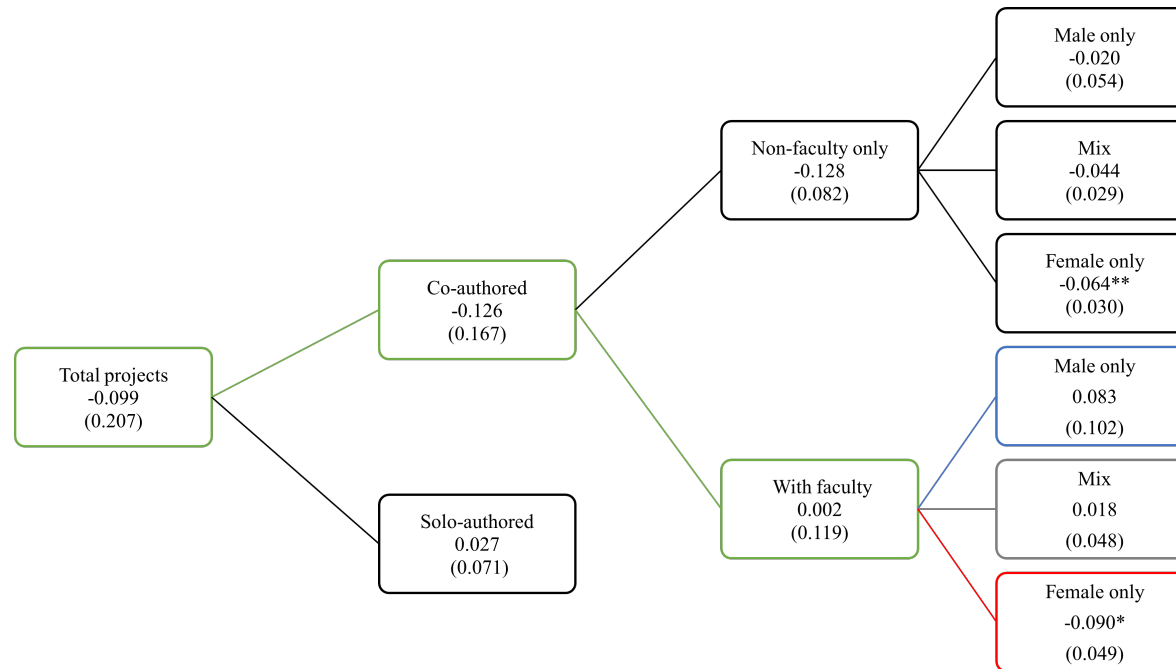 Total projects
-0.099
(0.207)
Co-authored
-0.126
(0.167)
Solo-authored
0.027
(0.071)
Non-faculty only
-0.128
(0.082)
With faculty
0.002
(0.119)
Male only
-0.020
(0.054)
Mix
-0.044
(0.029)
Female only
-0.064**
(0.030)
Male only
0.083
(0.102)
Mix
0.018
(0.048)
Female only
-0.090*
(0.049)